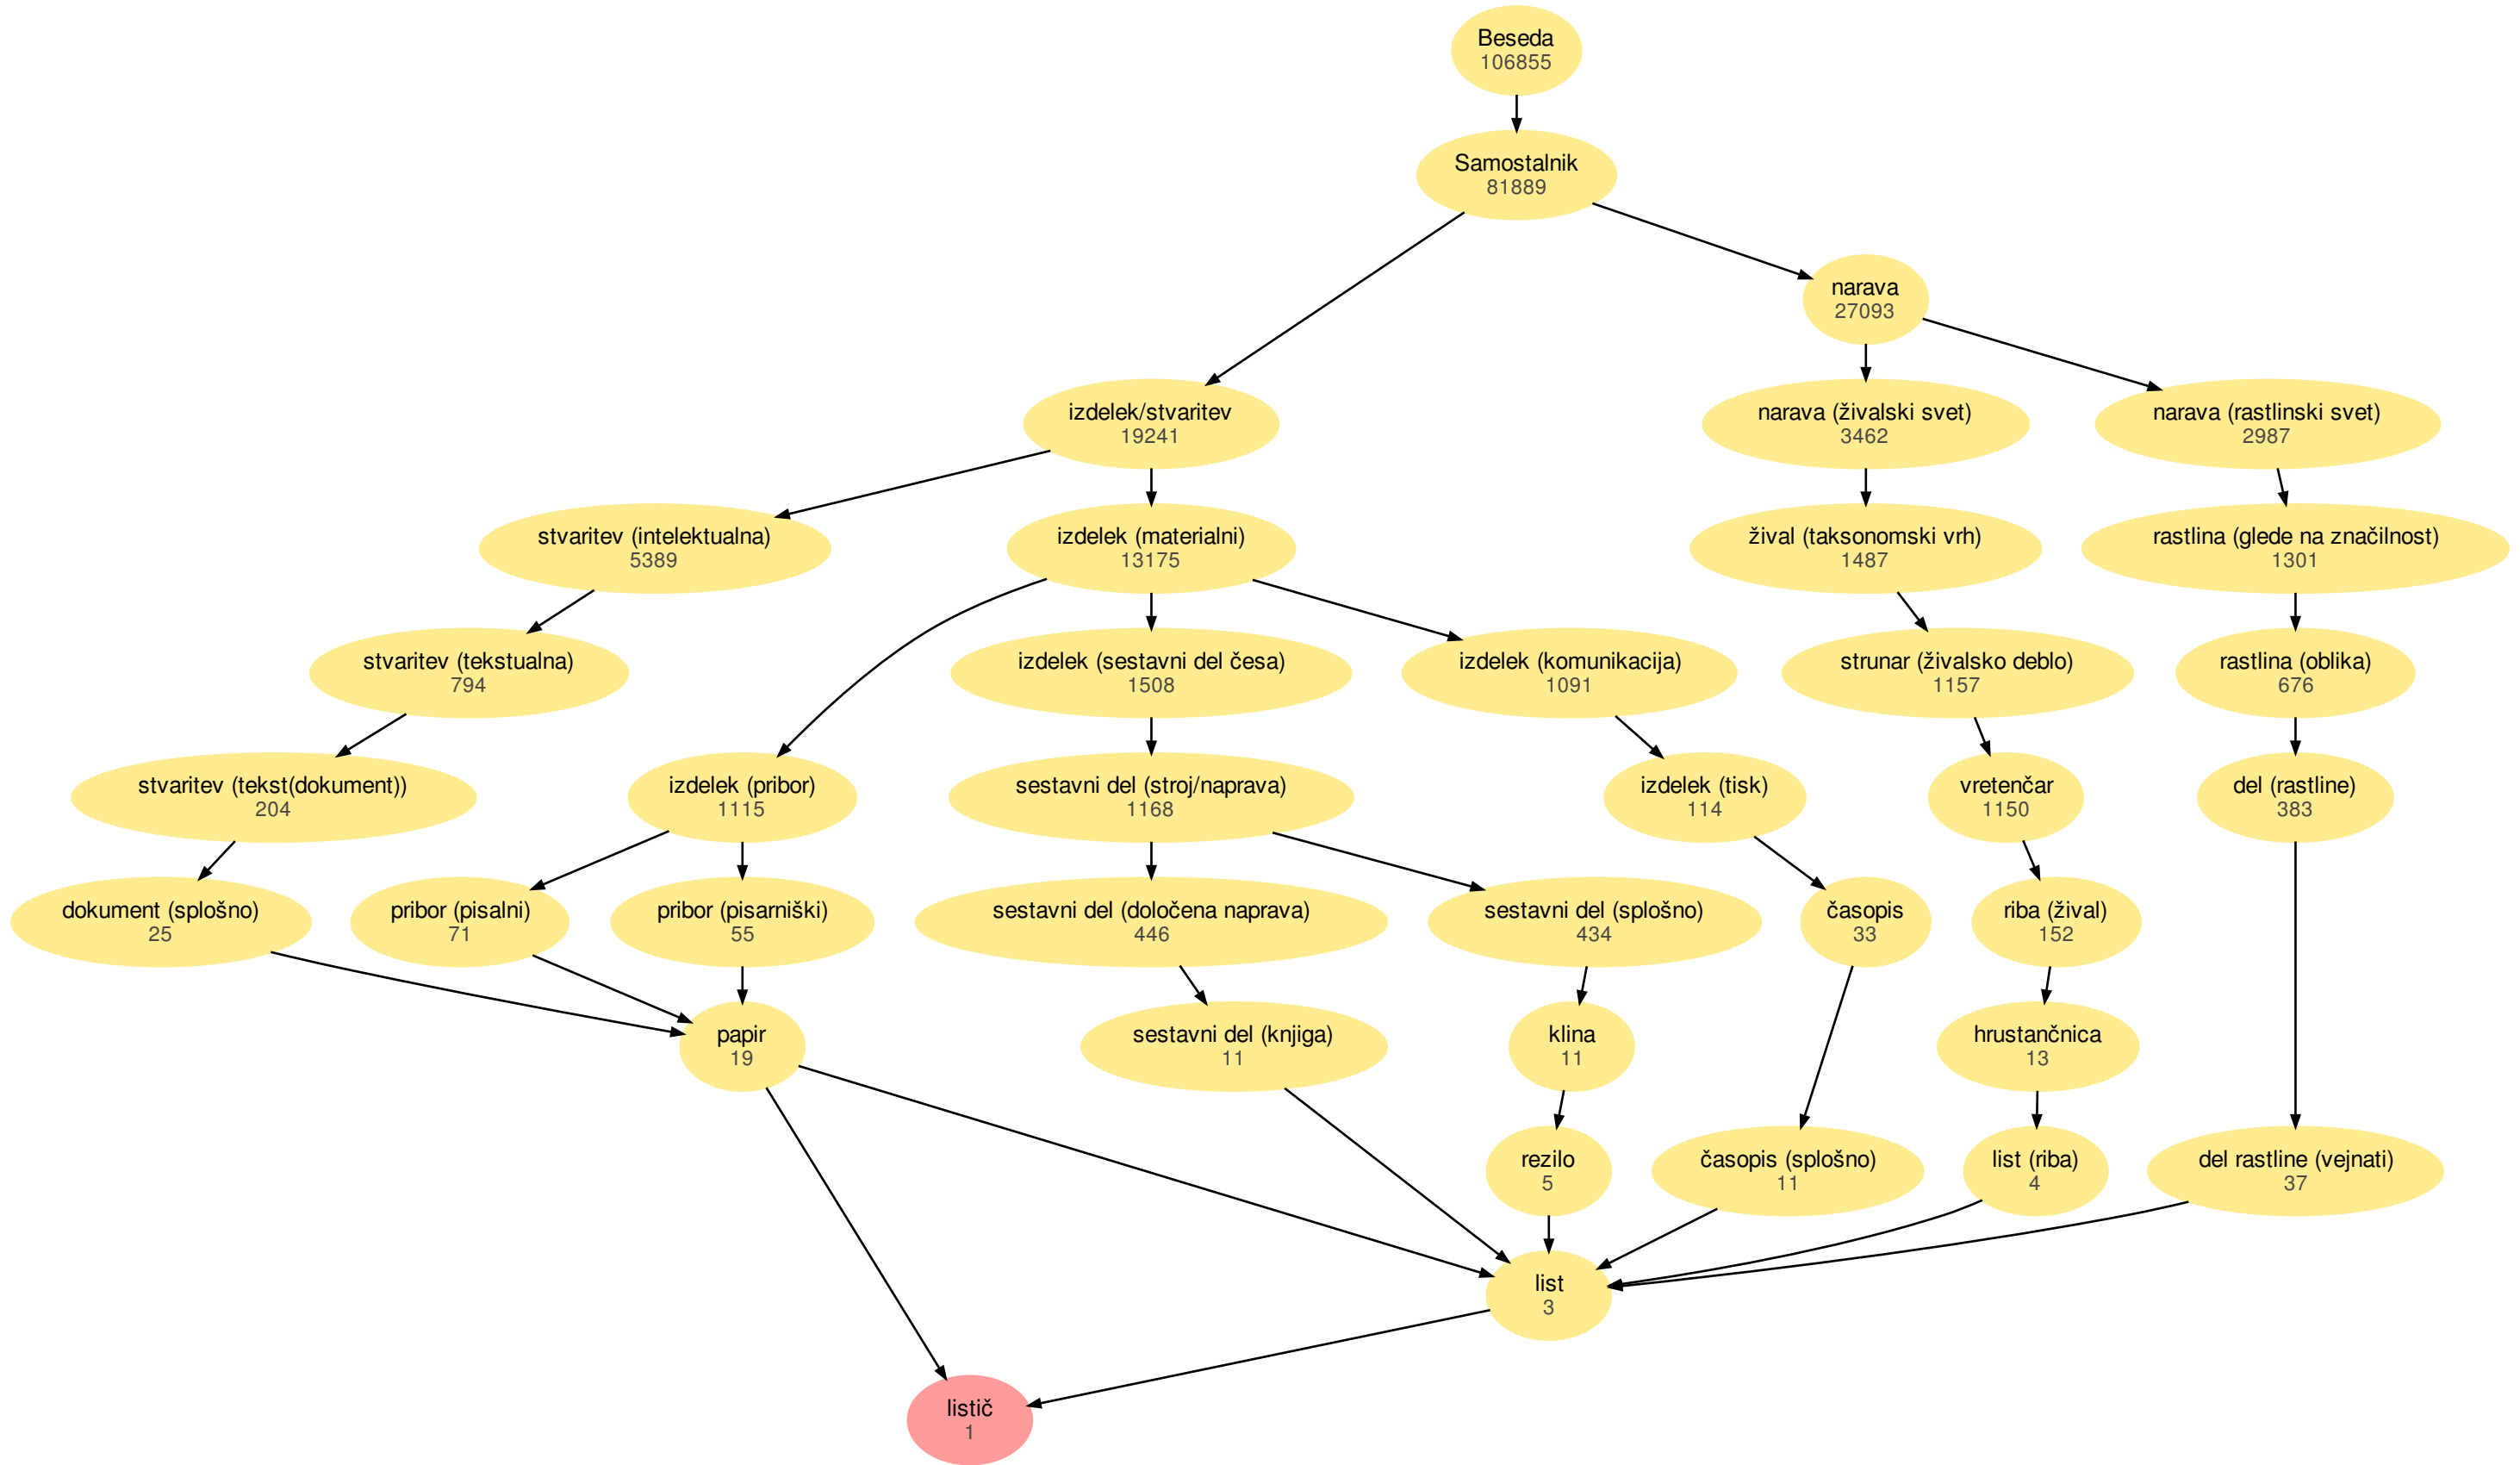 Beseda
106855
Samostalnik
81889
narava
27093
izdelek/stvaritev
19241
narava (živalski svet)
3462
narava (rastlinski svet)
2987
stvaritev (intelektualna)
5389
izdelek (materialni)
13175
žival (taksonomski vrh)
1487
rastlina (glede na značilnost)
1301
stvaritev (tekstualna)
794
izdelek (sestavni del česa)
1508
izdelek (komunikacija)
1091
strunar (živalsko deblo)
1157
rastlina (oblika)
676
stvaritev (tekst(dokument))
204
izdelek (pribor)
1115
sestavni del (stroj/naprava)
1168
izdelek (tisk)
114
vretenčar
1150
del (rastline)
383
dokument (splošno)
25
pribor (pisalni)
71
pribor (pisarniški)
55
sestavni del (določena naprava)
446
sestavni del (splošno)
434
časopis
33
riba (žival)
152
papir
19
sestavni del (knjiga)
11
klina
11
hrustančnica
13
rezilo
5
časopis (splošno)
11
list (riba)
4
del rastline (vejnati)
37
list
3
listič
1